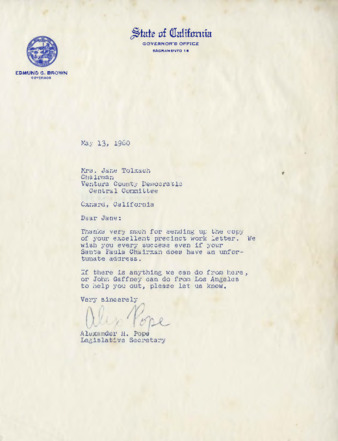 State of California
GOVERNOR'S OFFICE
SACRAMENTO 14
EDMUND G. BROWN
GOVERNOR
May 13, 1960
Mrs. Jane Tolmach
Chairman
Ventura County Democratic
Central Committee
Oxnard, California
Dear Jane:
Thanks very much for sending up the copy
of your excellent precinct work letter. We
wish you every success even if your
Santa Paula Chairman does have an unfor-
tunate address.
If there is anything we can do from here,
or John Gaffney can do from Los Angeles
to help you out, please let us know.
Very sincerely
Alex Pope
Alexander H. Pope
Legislative Secretary